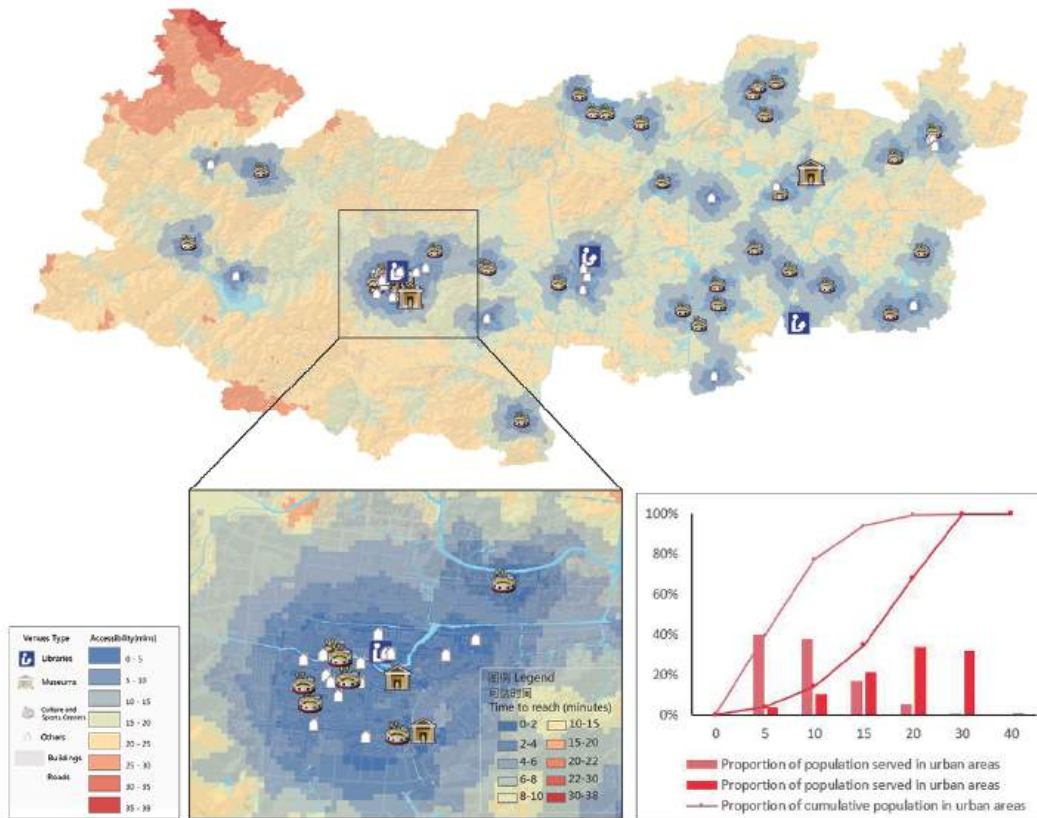 Venues Type
Accessibility(mins)
Libraries
Museums
Culture and
Sports Centers
Others
Buildings
Roads
0 - 5
5 - 10
10 - 15
15 - 20
20 - 25
25 - 30
30 - 35
35 - 39
图例 Legend
可达时间
Time to reach (minutes)
0-2
2-4
4-6
6-8
8-10
10-15
15-20
20-22
22-30
30-38
100%
80%
60%
40%
20%
0%
0 5 10 15 20 30 40
Proportion of population served in urban areas
Proportion of population served in urban areas
Proportion of cumulative population in urban areas